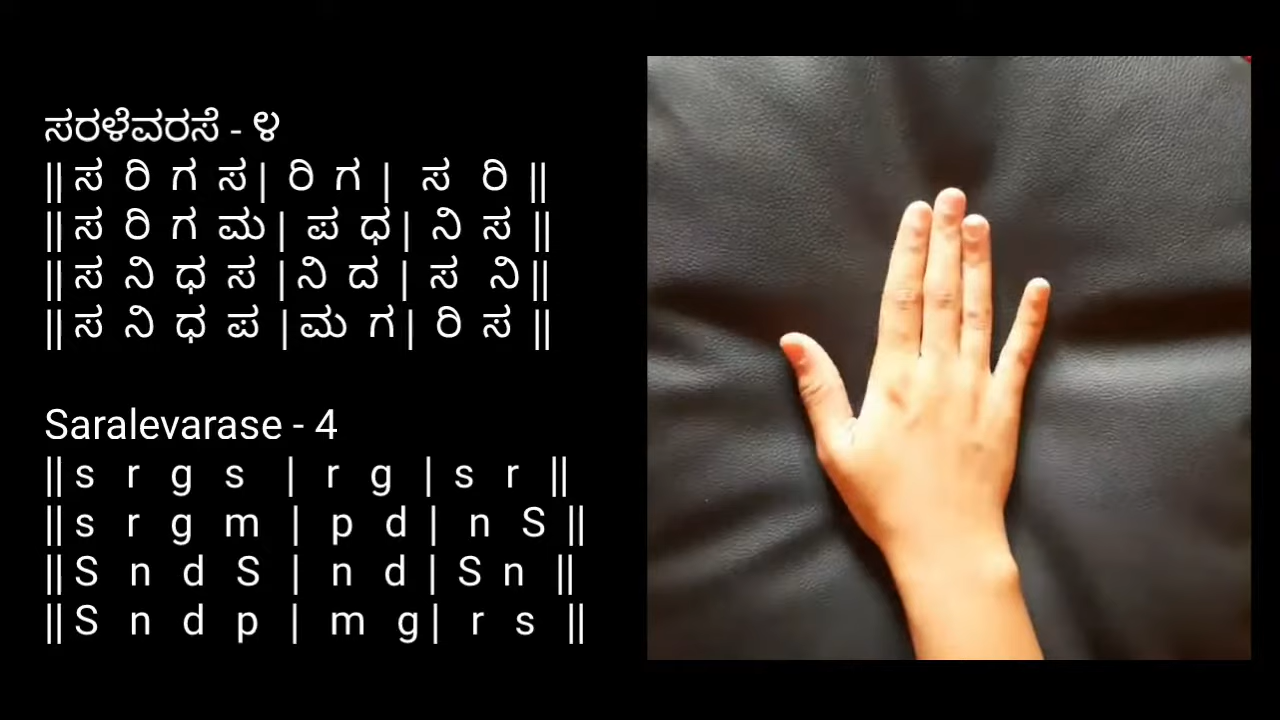 ಸರಳೆವರಸೆ - ೪
|| ಸ ರಿ ಗ ಸ | ರಿ ಗ | ಸ ರಿ ||
|| ಸ ರಿ ಗ ಮ | ಪ ಧ | ನಿ ಸ ||
|| ಸ ನಿ ಧ ಸ | ನಿ ದ | ಸ ನಿ ||
|| ಸ ನಿ ಧ ಪ | ಮ ಗ | ರಿ ಸ ||
Saralevarase - 4
|| s r g s | r g | s r ||
|| s r g m | p d | n S ||
|| S n d S | n d | S n ||
|| S n d p | m g | r s ||